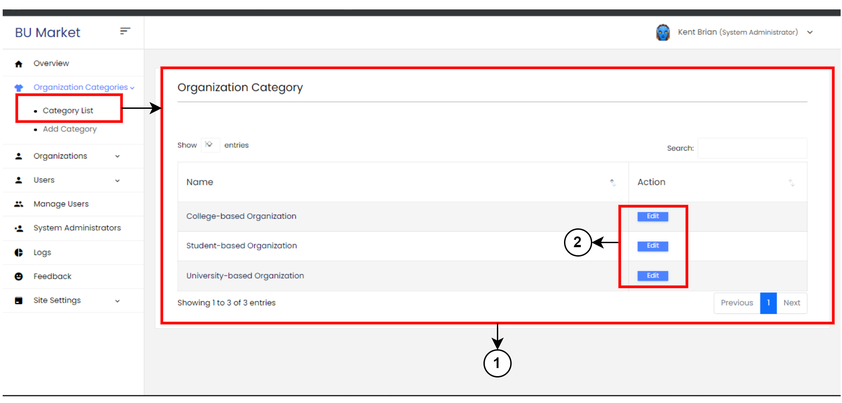 BU Market
Kent Brian (System Administrator)
Overview
Organization Categories
Category List
Add Category
Organizations
Users
Manage Users
System Administrators
Logs
Feedback
Site Settings
Organization Category
Show entries
Search:
Name Action
College-based Organization Edit
Student-based Organization Edit
University-based Organization Edit
Showing 1 to 3 of 3 entries
Previous 1 Next
2
1